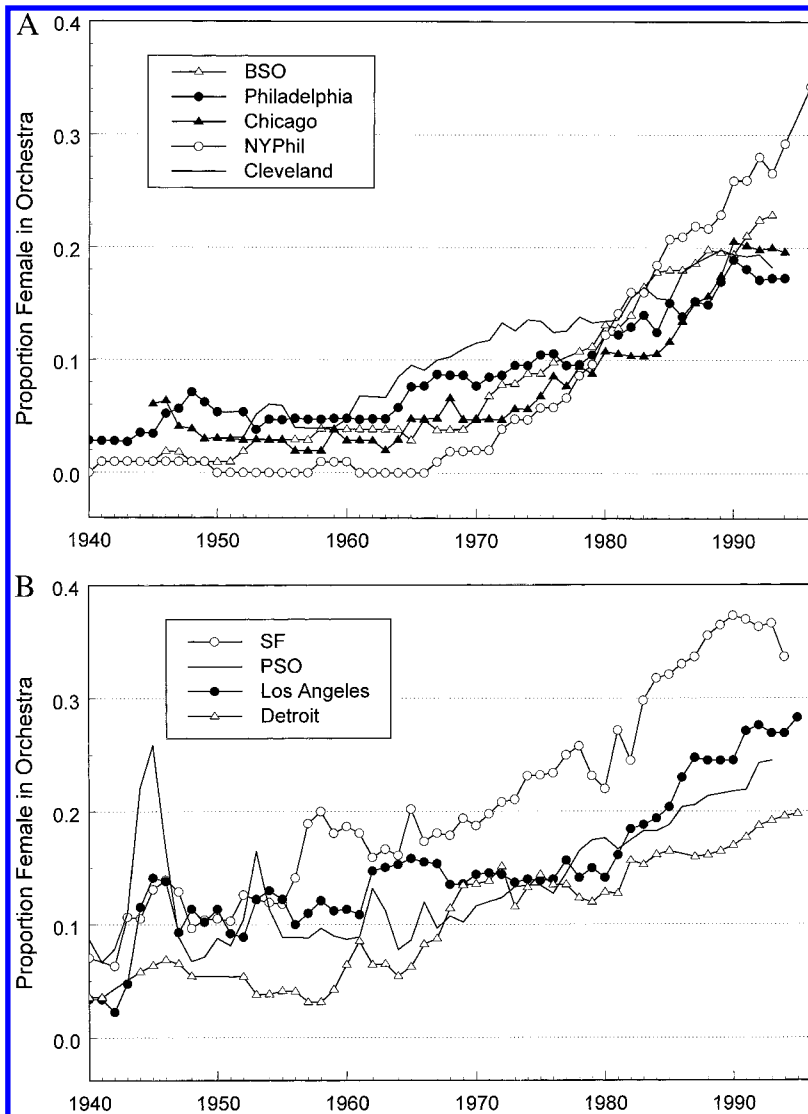 A
0.4
BSO
Philadelphia
Chicago
NYPhil
Cleveland
0.3
0.2
0.1
0.0
Proportion Female in Orchestra
1940 1950 1960 1970 1980 1990
B
0.4
SF
PSO
Los Angeles
Detroit
0.3
0.2
0.1
0.0
Proportion Female in Orchestra
1940 1950 1960 1970 1980 1990